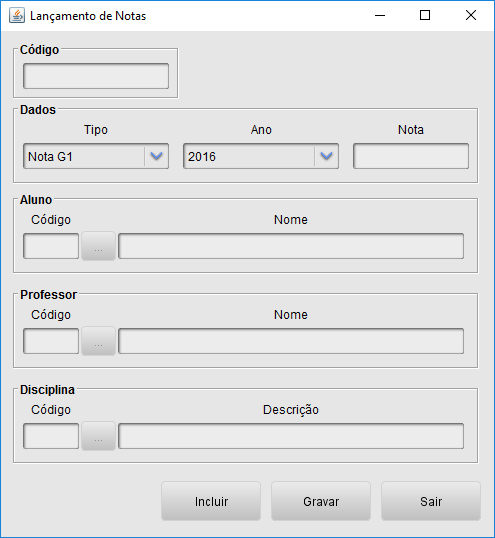 Lançamento de Notas
Código
Dados
Tipo Ano Nota
Nota G1 2016
Aluno
Código Nome
...
Professor
Código Nome
...
Disciplina
Código Descrição
...
Incluir Gravar Sair